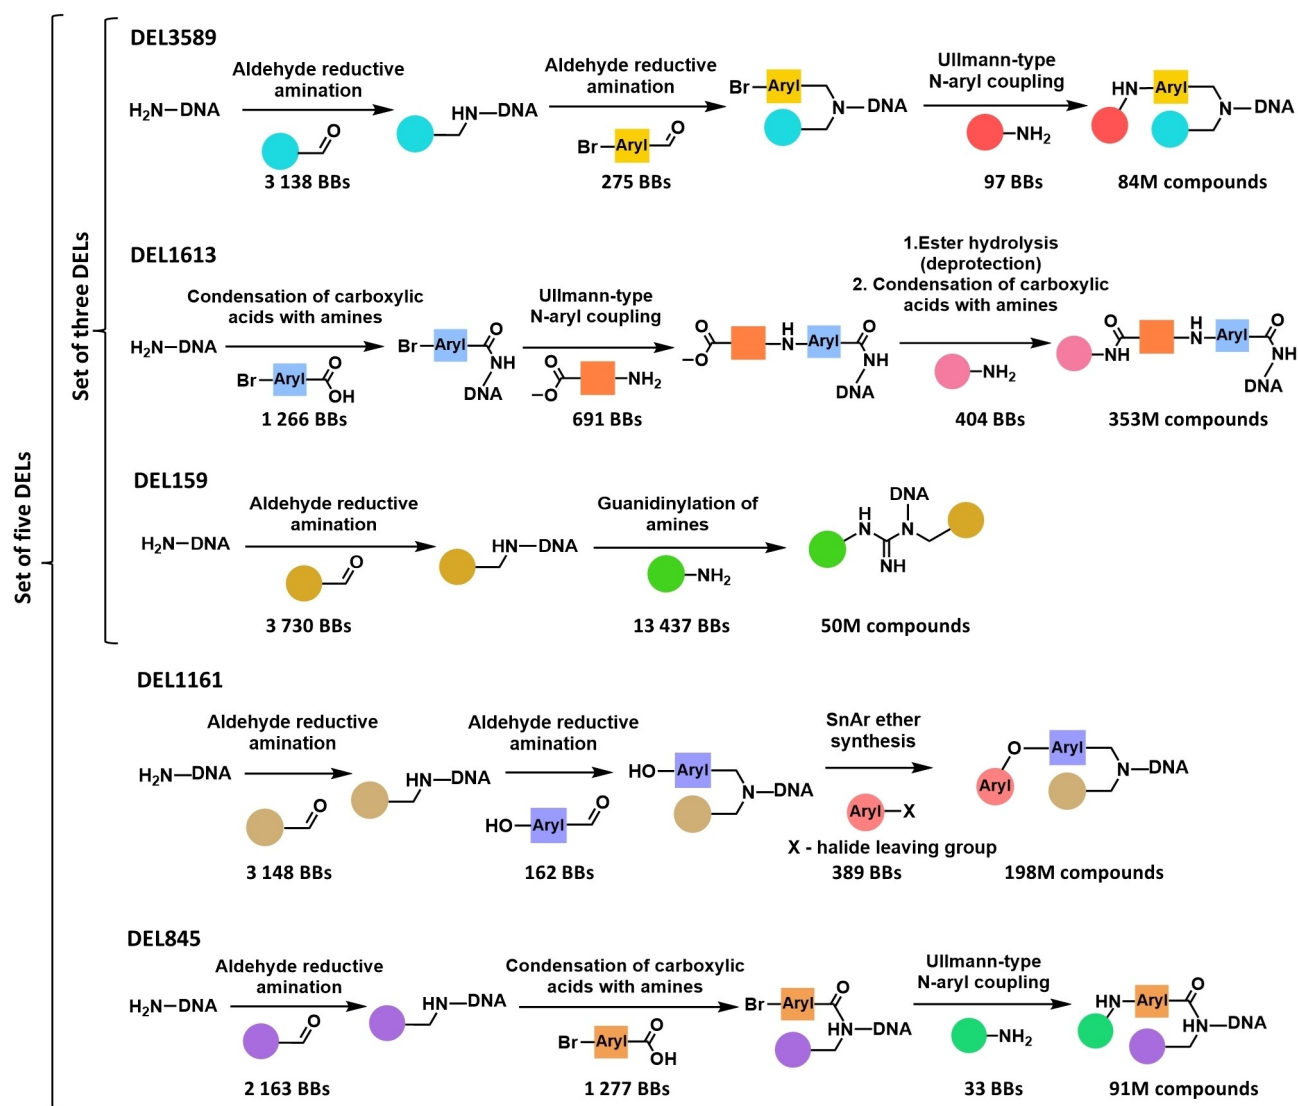 Set of five DELs
Set of three DELs
DEL3589
Aldehyde reductive
amination
H₂N–DNA
O
3 138 BBs
HN–DNA
Aldehyde reductive
amination
Br Aryl O
275 BBs
Br Aryl
N–DNA
Ullmann-type
N-aryl coupling
NH₂
97 BBs
HN Aryl
N–DNA
84M compounds
DEL1613
Condensation of carboxylic
acids with amines
H₂N–DNA
Br Aryl O
OH
1 266 BBs
O
Br Aryl
NH
DNA
Ullmann-type
N-aryl coupling
O
–O
NH₂
691 BBs
O H O
–O N Aryl
NH
DNA
1.Ester hydrolysis
(deprotection)
2. Condensation of carboxylic
acids with amines
NH₂
404 BBs
O H O
NH N Aryl
NH
DNA
353M compounds
DEL159
Aldehyde reductive
amination
H₂N–DNA
O
3 730 BBs
HN–DNA
Guanidinylation of
amines
NH₂
13 437 BBs
DNA
H
N N
NH
50M compounds
DEL1161
Aldehyde reductive
amination
H₂N–DNA
O
3 148 BBs
HN–DNA
Aldehyde reductive
amination
HO Aryl O
162 BBs
HO Aryl
N–DNA
SnAr ether
synthesis
Aryl–X
X - halide leaving group
389 BBs
O Aryl
Aryl
N–DNA
198M compounds
DEL845
Aldehyde reductive
amination
H₂N–DNA
O
2 163 BBs
HN–DNA
Condensation of carboxylic
acids with amines
Br Aryl O
OH
1 277 BBs
O
Br Aryl
HN–DNA
Ullmann-type
N-aryl coupling
NH₂
33 BBs
O
HN Aryl
HN–DNA
91M compounds